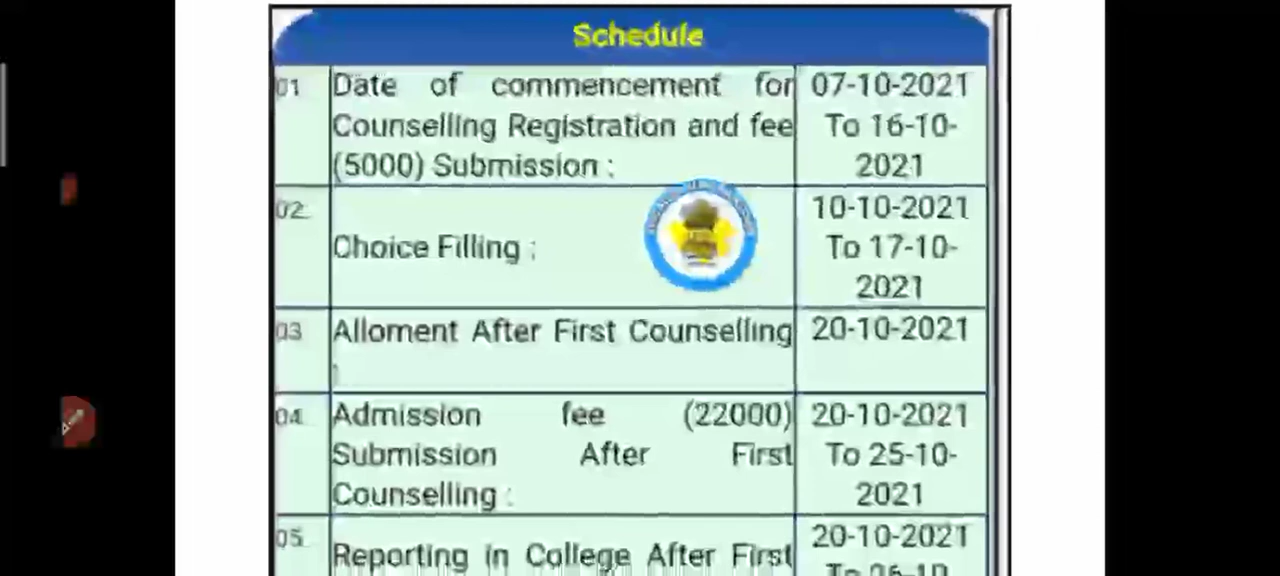 Schedule
01 Date of commencement for 07-10-2021
Counselling Registration and fee To 16-10-
(5000) Submission : 2021
02. 10-10-2021
Choice Filling : To 17-10-
2021
03 Alloment After First Counselling 20-10-2021
:
04. Admission fee (22000) 20-10-2021
Submission After First To 25-10-
Counselling : 2021
05. 20-10-2021
Reporting in College After First